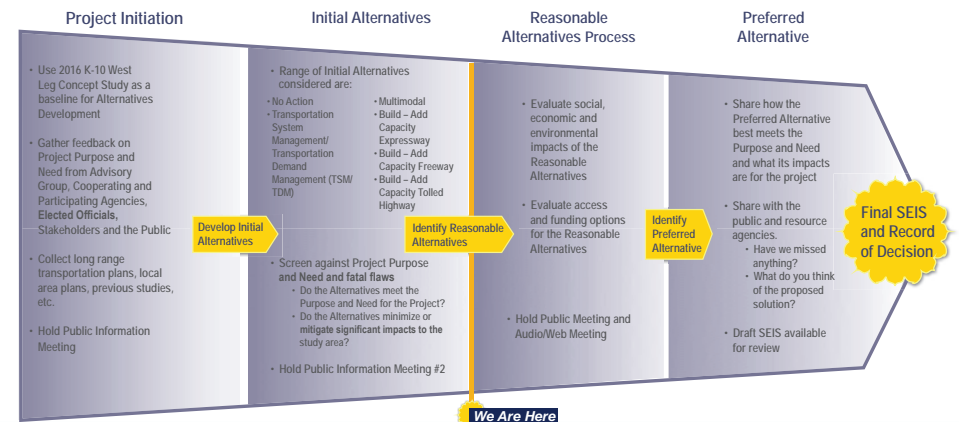 Project Initiation
• Use 2016 K-10 West
Leg Concept Study as a
baseline for Alternatives
Development
• Gather feedback on
Project Purpose and
Need from Advisory
Group, Cooperating and
Participating Agencies,
Elected Officials,
Stakeholders and the Public
• Collect long range
transportation plans, local
area plans, previous studies,
etc.
• Hold Public Information
Meeting
Develop Initial
Alternatives
Initial Alternatives
• Range of Initial Alternatives
considered are:
• No Action
• Transportation
System
Management/
Transportation
Demand
Management (TSM/
TDM)
• Multimodal
• Build – Add
Capacity
Expressway
• Build – Add
Capacity Freeway
• Build – Add
Capacity Tolled
Highway
• Screen against Project Purpose
and Need and fatal flaws
• Do the Alternatives meet the
Purpose and Need for the Project?
• Do the Alternatives minimize or
mitigate significant impacts to the
study area?
• Hold Public Information Meeting #2
Identify Reasonable
Alternatives
We Are Here
Reasonable
Alternatives Process
• Evaluate social,
economic and
environmental
impacts of the
Reasonable
Alternatives
• Evaluate access
and funding options
for the Reasonable
Alternatives
• Hold Public Meeting and
Audio/Web Meeting
Identify
Preferred
Alternative
Preferred
Alternative
• Share how the
Preferred Alternative
best meets the
Purpose and Need
and what its impacts
are for the project
• Share with the
public and resource
agencies.
• Have we missed
anything?
• What do you think
of the proposed
solution?
• Draft SEIS available
for review
Final SEIS
and Record
of Decision